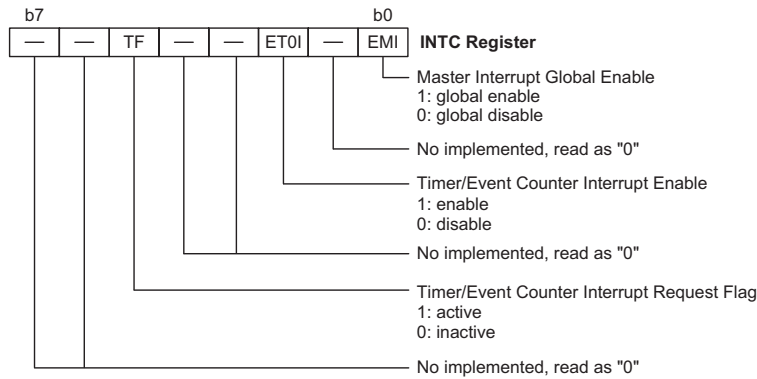 b7 b0
— — TF — — ET0I — EMI INTC Register
Master Interrupt Global Enable
1: global enable
0: global disable
No implemented, read as "0"
Timer/Event Counter Interrupt Enable
1: enable
0: disable
No implemented, read as "0"
Timer/Event Counter Interrupt Request Flag
1: active
0: inactive
No implemented, read as "0"